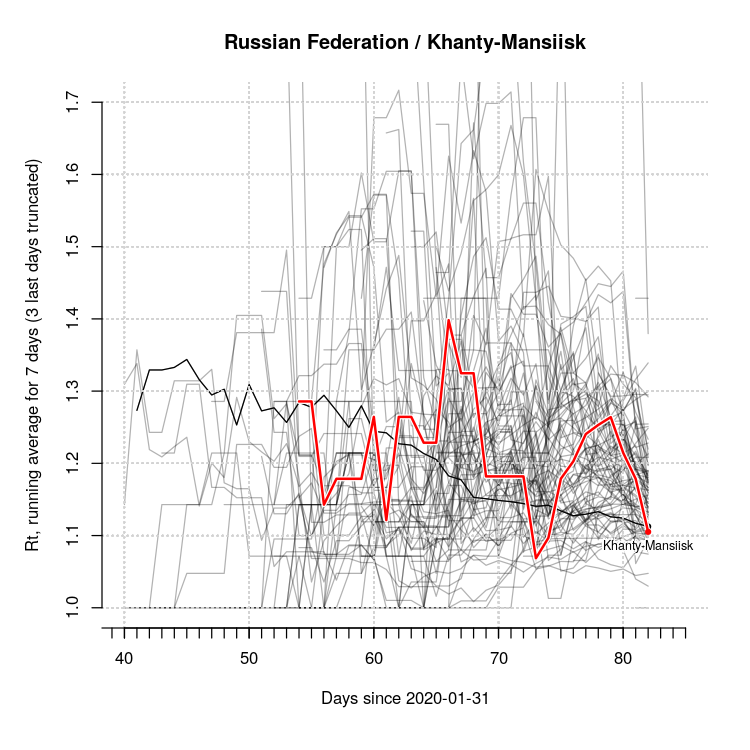 Russian Federation / Khanty-Mansiisk
Rt, running average for 7 days (3 last days truncated)
1.7
1.6
1.5
1.4
1.3
1.2
1.1
1.0
Khanty-Mansiisk
40 50 60 70 80
Days since 2020-01-31